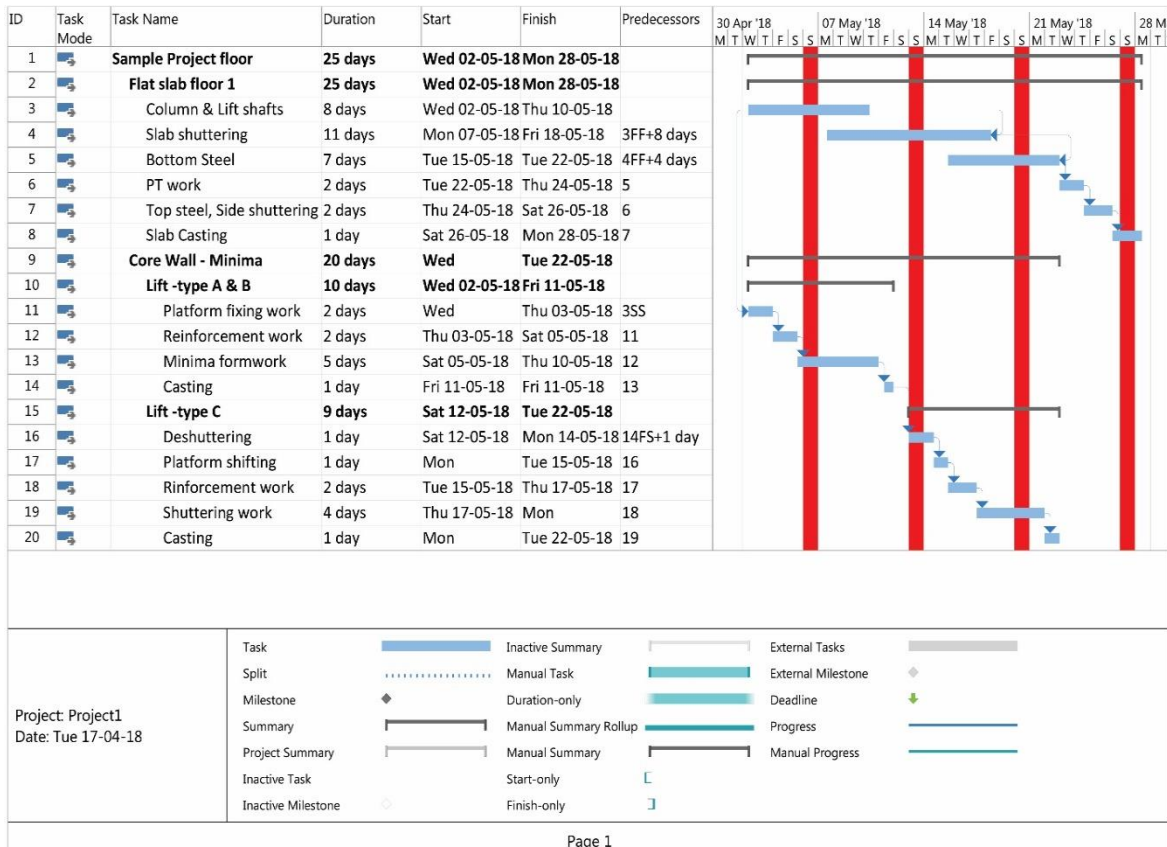 ID Task Mode Task Name Duration Start Finish Predecessors 30 Apr '18 07 May '18 14 May '18 21 May '18 28 M
M T W T F S S M T W T F S S M T W T F S S M T W T F S S M
1 Sample Project floor 25 days Wed 02-05-18 Mon 28-05-18
2 Flat slab floor 1 25 days Wed 02-05-18 Mon 28-05-18
3 Column & Lift shafts 8 days Wed 02-05-18 Thu 10-05-18
4 Slab shuttering 11 days Mon 07-05-18 Fri 18-05-18 3FF+8 days
5 Bottom Steel 7 days Tue 15-05-18 Tue 22-05-18 4FF+4 days
6 PT work 2 days Tue 22-05-18 Thu 24-05-18 5
7 Top steel, Side shuttering 2 days Thu 24-05-18 Sat 26-05-18 6
8 Slab Casting 1 day Sat 26-05-18 Mon 28-05-18 7
9 Core Wall - Minima 20 days Wed Tue 22-05-18
10 Lift -type A & B 10 days Wed 02-05-18 Fri 11-05-18
11 Platform fixing work 2 days Wed Thu 03-05-18 3SS
12 Reinforcement work 2 days Thu 03-05-18 Sat 05-05-18 11
13 Minima formwork 5 days Sat 05-05-18 Thu 10-05-18 12
14 Casting 1 day Fri 11-05-18 Fri 11-05-18 13
15 Lift -type C 9 days Sat 12-05-18 Tue 22-05-18
16 Deshuttering 1 day Sat 12-05-18 Mon 14-05-18 14FS+1 day
17 Platform shifting 1 day Mon Tue 15-05-18 16
18 Rinforcement work 2 days Tue 15-05-18 Thu 17-05-18 17
19 Shuttering work 4 days Thu 17-05-18 Mon 18
20 Casting 1 day Mon Tue 22-05-18 19
Project: Project1
Date: Tue 17-04-18
Task Inactive Summary External Tasks
Split Manual Task External Milestone
Milestone Duration-only Deadline
Summary Manual Summary Rollup Progress
Project Summary Manual Summary Manual Progress
Inactive Task Start-only
Inactive Milestone Finish-only
Page 1